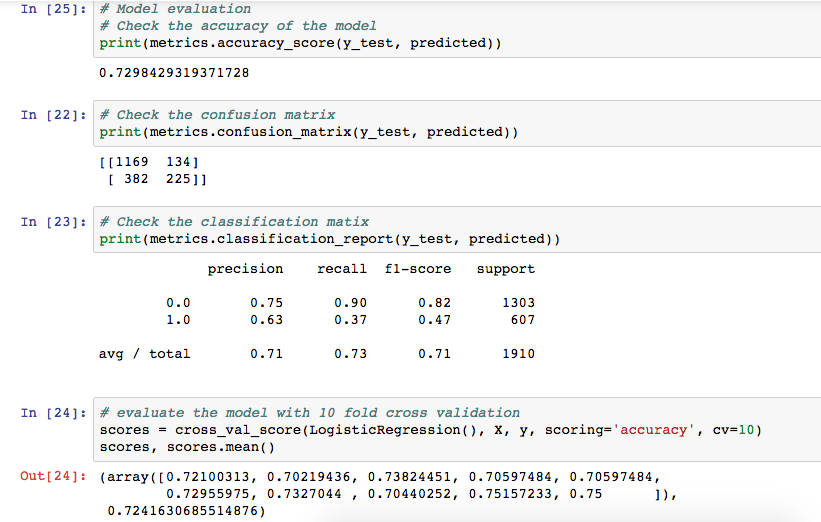 In [25]: # Model evaluation
# Check the accuracy of the model
print(metrics.accuracy_score(y_test, predicted))
0.7298429319371728
In [22]: # Check the confusion matrix
print(metrics.confusion_matrix(y_test, predicted))
[[1169  134]
 [ 382  225]]
In [23]: # Check the classification matix
print(metrics.classification_report(y_test, predicted))
             precision    recall  f1-score   support
        0.0       0.75      0.90      0.82      1303
        1.0       0.63      0.37      0.47       607
avg / total       0.71      0.73      0.71      1910
In [24]: # evaluate the model with 10 fold cross validation
scores = cross_val_score(LogisticRegression(), X, y, scoring='accuracy', cv=10)
scores, scores.mean()
Out[24]: (array([0.72100313, 0.70219436, 0.73824451, 0.70597484, 0.70597484,
        0.72955975, 0.7327044 , 0.70440252, 0.75157233, 0.75      ]),
 0.7241630685514876)